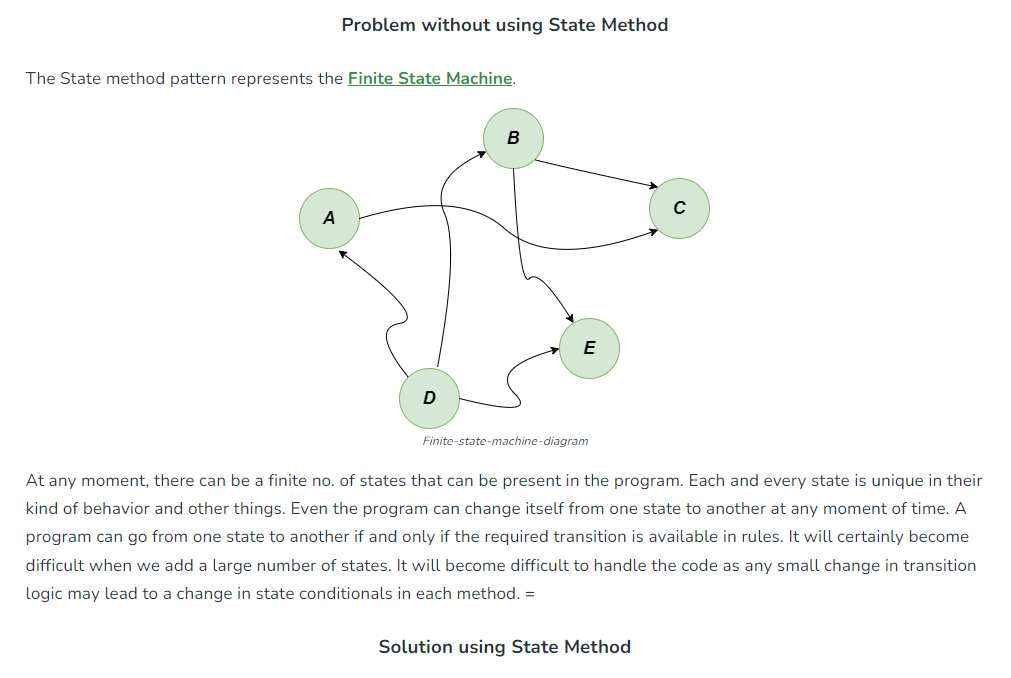 Problem without using State Method
The State method pattern represents the Finite State Machine.
B
A
C
E
D
Finite-state-machine-diagram
At any moment, there can be a finite no. of states that can be present in the program. Each and every state is unique in their
kind of behavior and other things. Even the program can change itself from one state to another at any moment of time. A
program can go from one state to another if and only if the required transition is available in rules. It will certainly become
difficult when we add a large number of states. It will become difficult to handle the code as any small change in transition
logic may lead to a change in state conditionals in each method. =
Solution using State Method